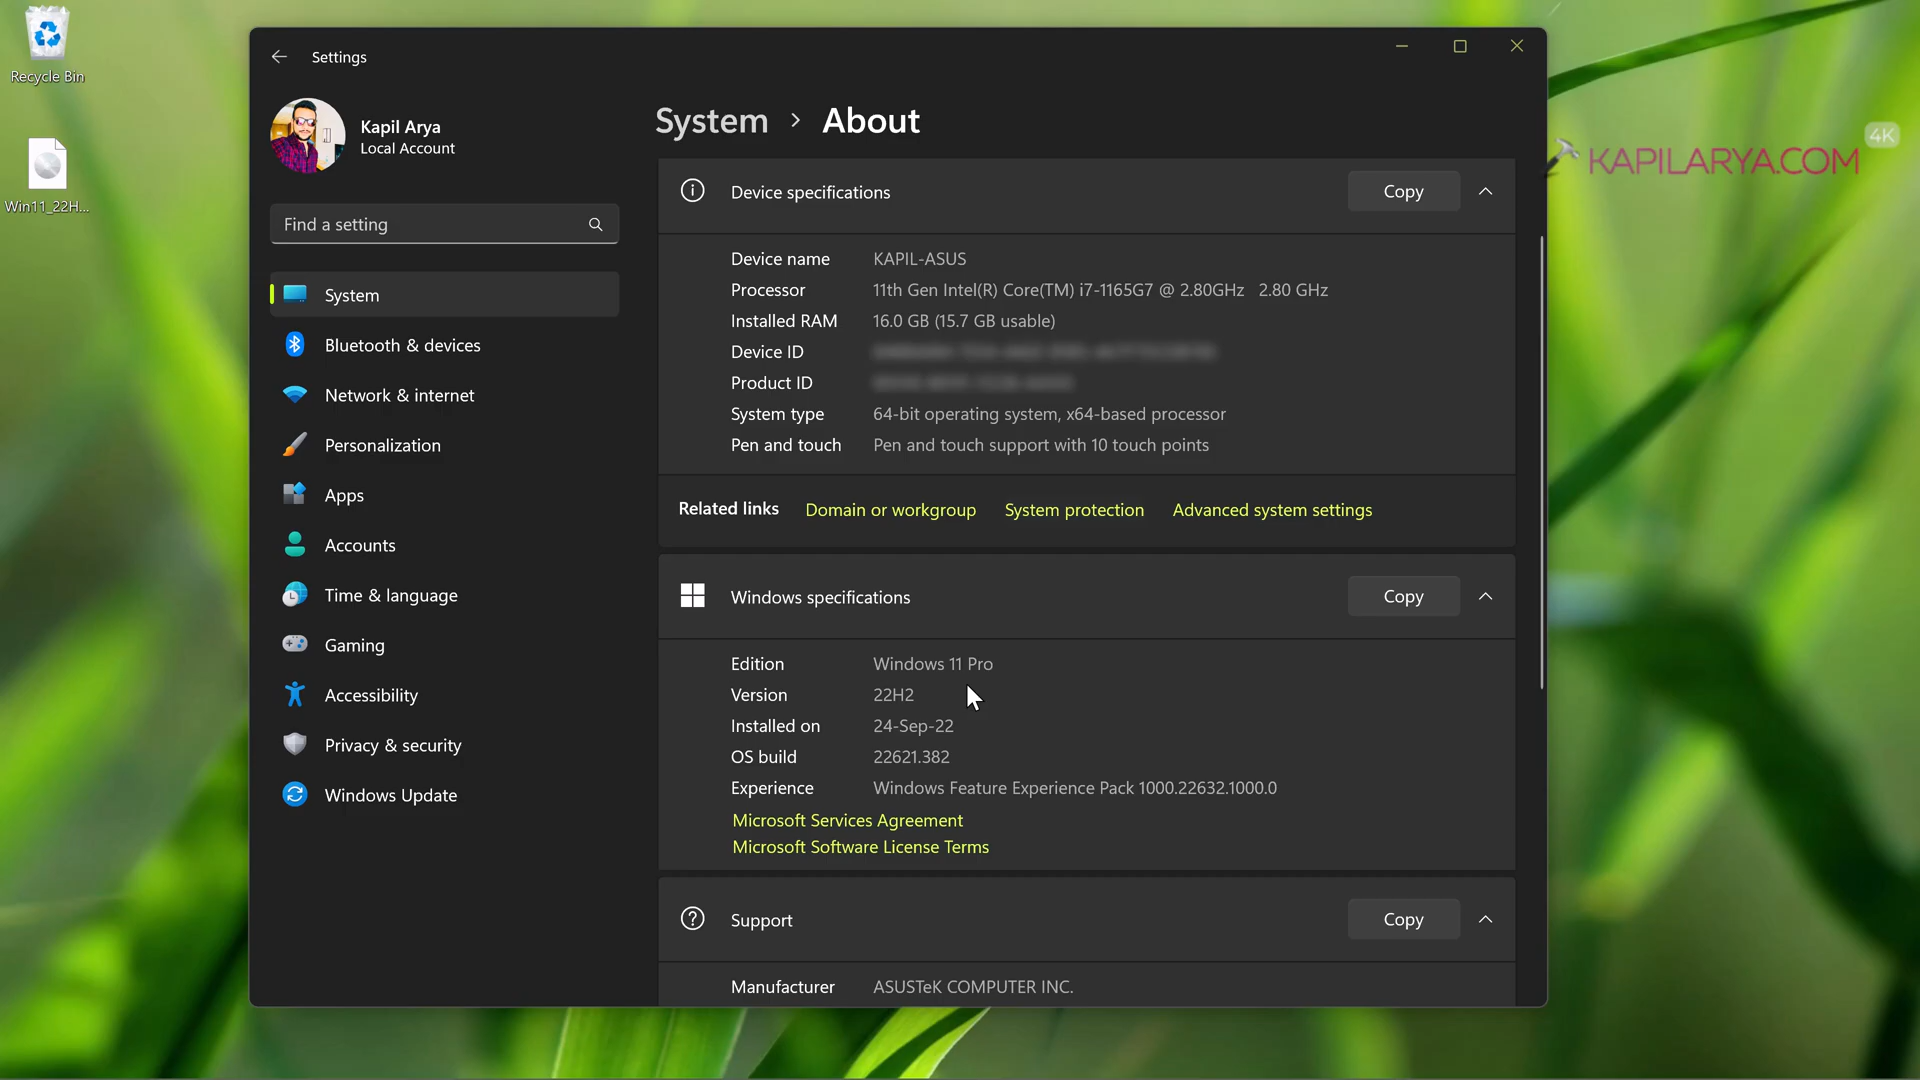 Recycle Bin
Win11_22H...
Settings
Kapil Arya
Local Account
Find a setting
System
Bluetooth & devices
Network & internet
Personalization
Apps
Accounts
Time & language
Gaming
Accessibility
Privacy & security
Windows Update
System > About
Device specifications Copy
Device name KAPIL-ASUS
Processor 11th Gen Intel(R) Core(TM) i7-1165G7 @ 2.80GHz 2.80 GHz
Installed RAM 16.0 GB (15.7 GB usable)
Device ID
Product ID
System type 64-bit operating system, x64-based processor
Pen and touch Pen and touch support with 10 touch points
Related links Domain or workgroup System protection Advanced system settings
Windows specifications Copy
Edition Windows 11 Pro
Version 22H2
Installed on 24-Sep-22
OS build 22621.382
Experience Windows Feature Experience Pack 1000.22632.1000.0
Microsoft Services Agreement
Microsoft Software License Terms
Support Copy
Manufacturer ASUSTeK COMPUTER INC.
4K
KAPILARYA.COM